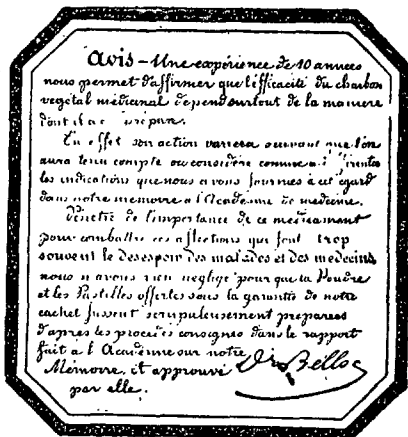 Avis – Une expérience de 10 années
nous permet d'affirmer que l'efficacité du charbon
végétal médicinal dépend surtout de la manière
dont il a été préparé.
En effet son action variera suivant que l'on
aura tenu compte ou considéré comme
les indications que nous avons fournies à cet égard
dans notre mémoire a l'Académie de médecine.
Pénétré de l'importance de ce médicament
pour combattre ces affections qui font trop
souvent le desespoir des malades et des médecins
nous n'avons rien négligé pour que la Poudre
et les Pastilles offertes sous la garantie de notre
cachet fussent scrupuleusement préparées
d'après les procédés consignés dans le rapport
fait a l'Académie sur notre
Mémoire, et approuvé
par elle.
Dr Belloc